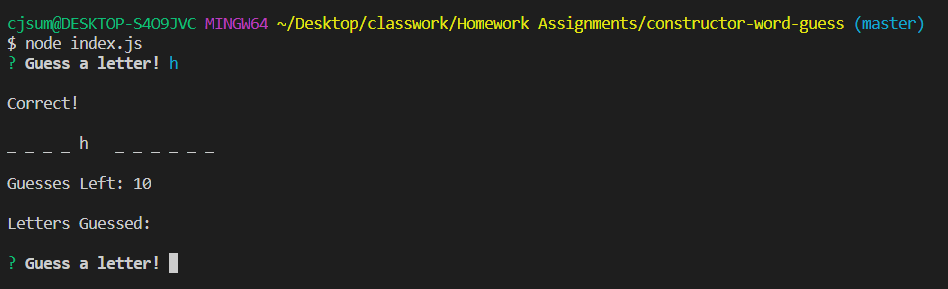 cjsum@DESKTOP-S4O9JVC MINGW64 ~/Desktop/classwork/Homework Assignments/constructor-word-guess (master)
$ node index.js
? Guess a letter! h
Correct!
_ _ _ _ h   _ _ _ _ _ _
Guesses Left: 10
Letters Guessed:
? Guess a letter!